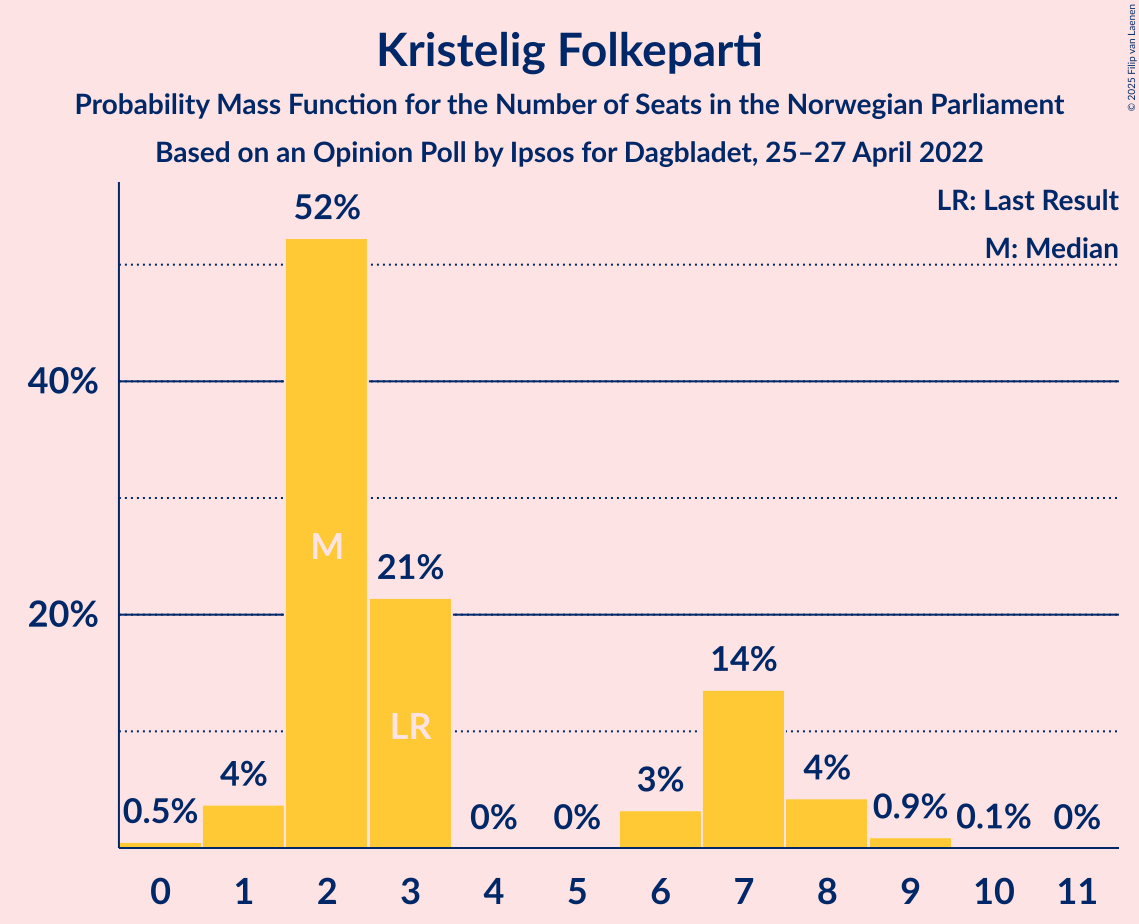 Kristelig Folkeparti
Probability Mass Function for the Number of Seats in the Norwegian Parliament
Based on an Opinion Poll by Ipsos for Dagbladet, 25–27 April 2022
© 2025 Filip van Laenen
LR: Last Result
M: Median
52%
40%
M
21%
20%
14%
LR
4%
3%
4%
0.5%
0%
0%
0.9%
0.1%
0%
0 1 2 3 4 5 6 7 8 9 10 11